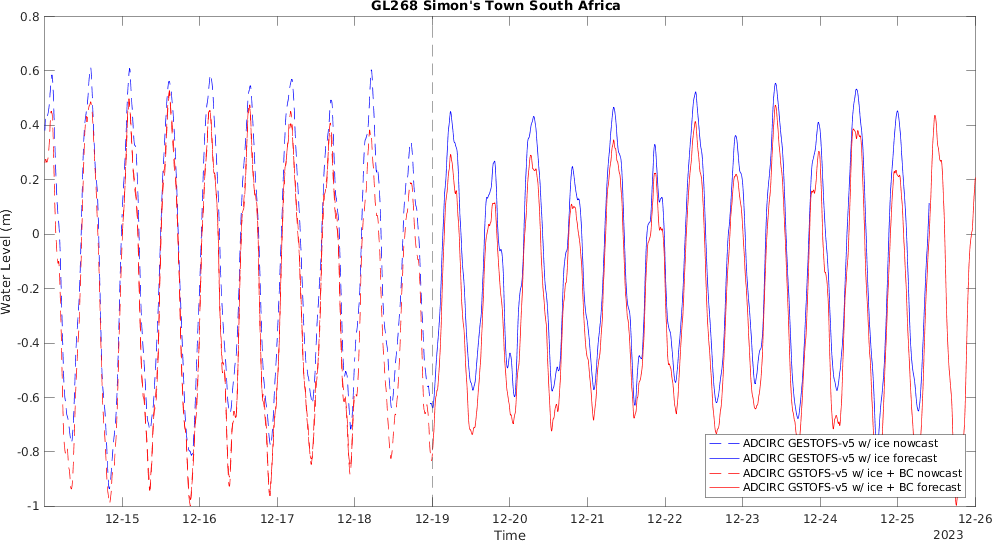 GL268 Simon's Town South Africa
0.8
0.6
0.4
0.2
0
-0.2
-0.4
-0.6
-0.8
-1
Water Level (m)
ADCIRC GESTOFS-v5 w/ ice nowcast
ADCIRC GESTOFS-v5 w/ ice forecast
ADCIRC GSTOFS-v5 w/ ice + BC nowcast
ADCIRC GSTOFS-v5 w/ ice + BC forecast
12-15 12-16 12-17 12-18 12-19 12-20 12-21 12-22 12-23 12-24 12-25 12-26
Time
2023